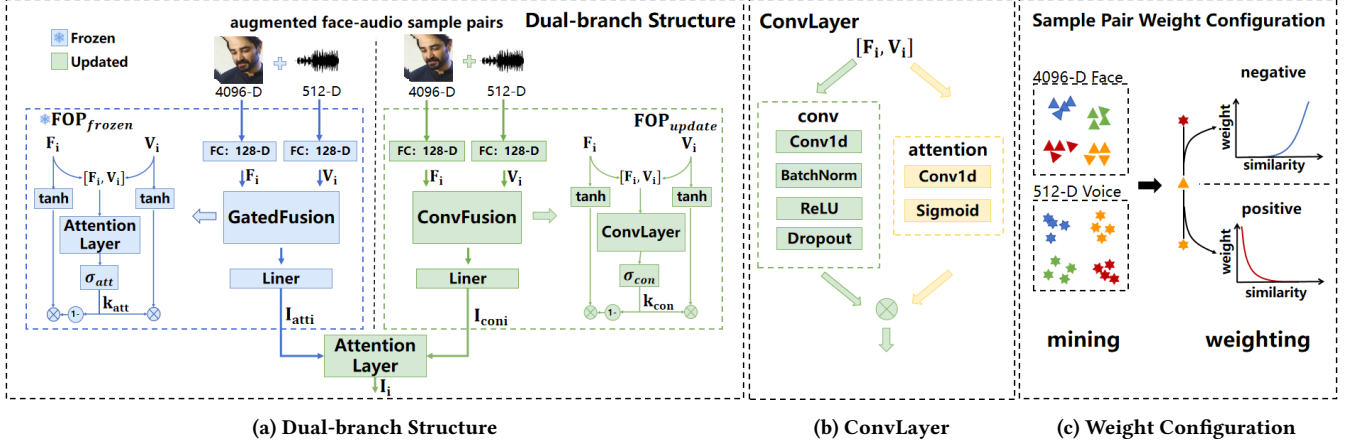 augmented face-audio sample pairs
Dual-branch Structure
Frozen
Updated
4096-D
512-D
4096-D
512-D
FOP_frozen
F_i
V_i
[F_i, V_i]
tanh
tanh
Attention
Layer
σ_att
k_att
1-
FC: 128-D
FC: 128-D
F_i
V_i
GatedFusion
Liner
I_atti
FC: 128-D
FC: 128-D
F_i
V_i
ConvFusion
Liner
I_coni
FOP_update
F_i
V_i
[F_i, V_i]
tanh
tanh
ConvLayer
σ_con
k_con
1-
Attention
Layer
I_i
(a) Dual-branch Structure
ConvLayer
[F_i, V_i]
conv
Conv1d
BatchNorm
ReLU
Dropout
attention
Conv1d
Sigmoid
(b) ConvLayer
Sample Pair Weight Configuration
4096-D Face
512-D Voice
mining
negative
weight
similarity
positive
weight
similarity
weighting
(c) Weight Configuration